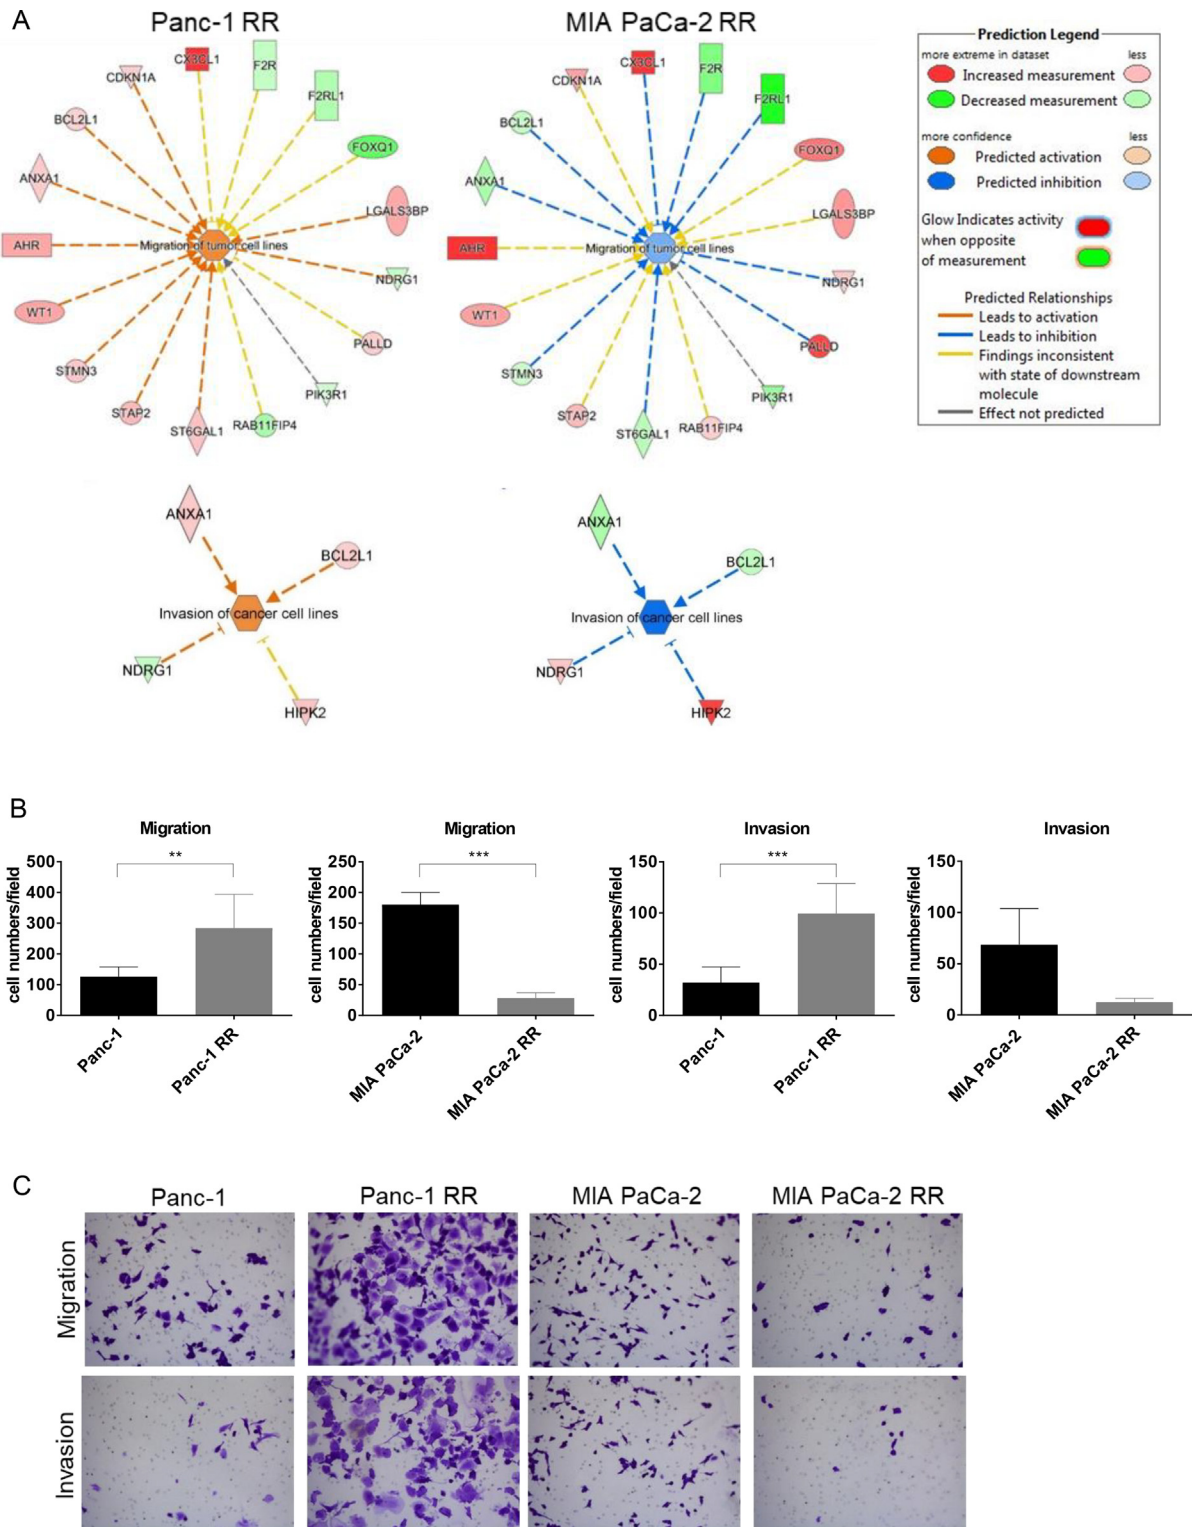 A
Panc-1 RR
MIA PaCa-2 RR
CX3CL1
F2R
CDKN1A
F2RL1
BCL2L1
FOXQ1
ANXA1
LGALS3BP
AHR
Migration of tumor cell lines
NDRG1
WT1
PALLD
STMN3
PIK3R1
STAP2
RAB11FIP4
ST6GAL1
CX3CL1
F2R
CDKN1A
F2RL1
BCL2L1
FOXQ1
ANXA1
LGALS3BP
AHR
Migration of tumor cell lines
NDRG1
WT1
PALLD
STMN3
PIK3R1
STAP2
RAB11FIP4
ST6GAL1
Prediction Legend
more extreme in dataset less
Increased measurement
Decreased measurement
more confidence less
Predicted activation
Predicted inhibition
Glow Indicates activity
when opposite
of measurement
Predicted Relationships
Leads to activation
Leads to inhibition
Findings inconsistent
with state of downstream
molecule
Effect not predicted
ANXA1
BCL2L1
Invasion of cancer cell lines
NDRG1
HIPK2
ANXA1
BCL2L1
Invasion of cancer cell lines
NDRG1
HIPK2
B
Migration
cell numbers/field
500
400
300
200
100
0
**
Panc-1
Panc-1 RR
Migration
cell numbers/field
250
200
150
100
50
0
***
MIA PaCa-2
MIA PaCa-2 RR
Invasion
cell numbers/field
150
100
50
0
***
Panc-1
Panc-1 RR
Invasion
cell numbers/field
150
100
50
0
MIA PaCa-2
MIA PaCa-2 RR
C
Panc-1
Panc-1 RR
MIA PaCa-2
MIA PaCa-2 RR
Migration
Invasion